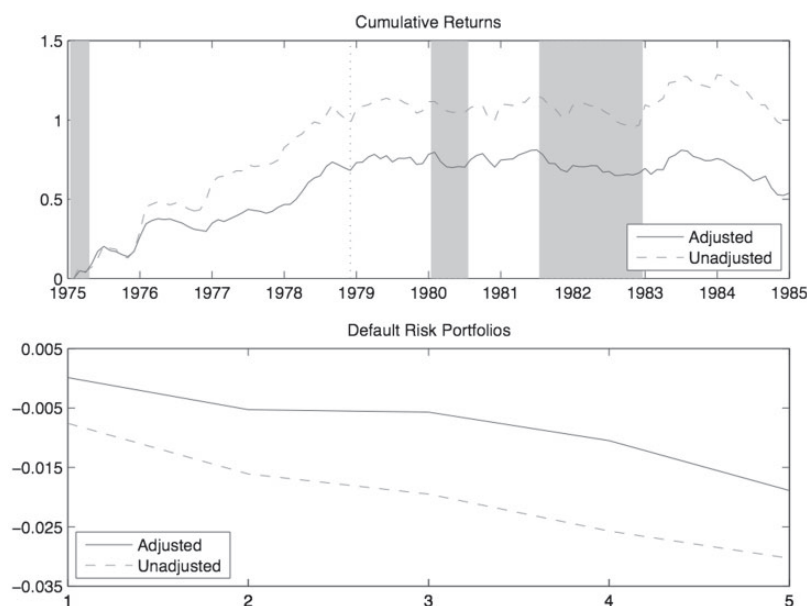 Cumulative Returns
1.5
1
0.5
0
1975 1976 1977 1978 1979 1980 1981 1982 1983 1984 1985
Adjusted
Unadjusted
Default Risk Portfolios
0.005
−0.005
−0.015
−0.025
−0.035
Adjusted
Unadjusted
1 2 3 4 5